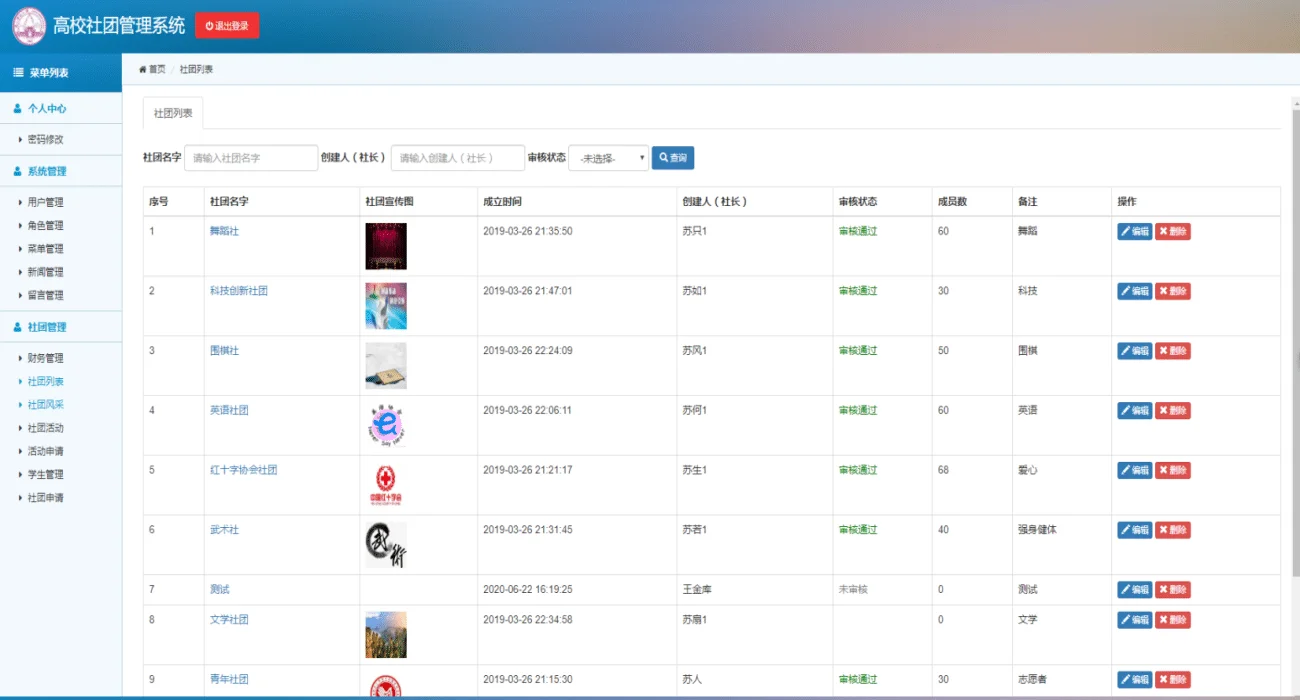 高校社团管理系统 退出登录
菜单列表
个人中心
密码修改
系统管理
用户管理
角色管理
菜单管理
新闻管理
留言管理
社团管理
财务管理
社团列表
社团风采
社团活动
活动申请
学生管理
社团申请
首页 / 社团列表
社团列表
社团名字 请输入社团名字 创建人（社长） 请输入创建人（社长） 审核状态 -未选择- 查询
序号 社团名字 社团宣传图 成立时间 创建人（社长） 审核状态 成员数 备注 操作
1 舞蹈社 2019-03-26 21:35:50 苏只1 审核通过 60 舞蹈 编辑 删除
2 科技创新社团 2019-03-26 21:47:01 苏如1 审核通过 30 科技 编辑 删除
3 围棋社 2019-03-26 22:24:09 苏风1 审核通过 50 围棋 编辑 删除
4 英语社团 2019-03-26 22:06:11 苏何1 审核通过 60 英语 编辑 删除
5 红十字协会社团 2019-03-26 21:21:17 苏生1 审核通过 68 爱心 编辑 删除
中国红十字会
6 武术社 武術 2019-03-26 21:31:45 苏若1 审核通过 40 强身健体 编辑 删除
7 测试 2020-06-22 16:19:25 王金库 未审核 0 测试 编辑 删除
8 文学社团 2019-03-26 22:34:58 苏扇1 0 文学 编辑 删除
9 青年社团 2019-03-26 21:15:30 苏人 审核通过 30 志愿者 编辑 删除